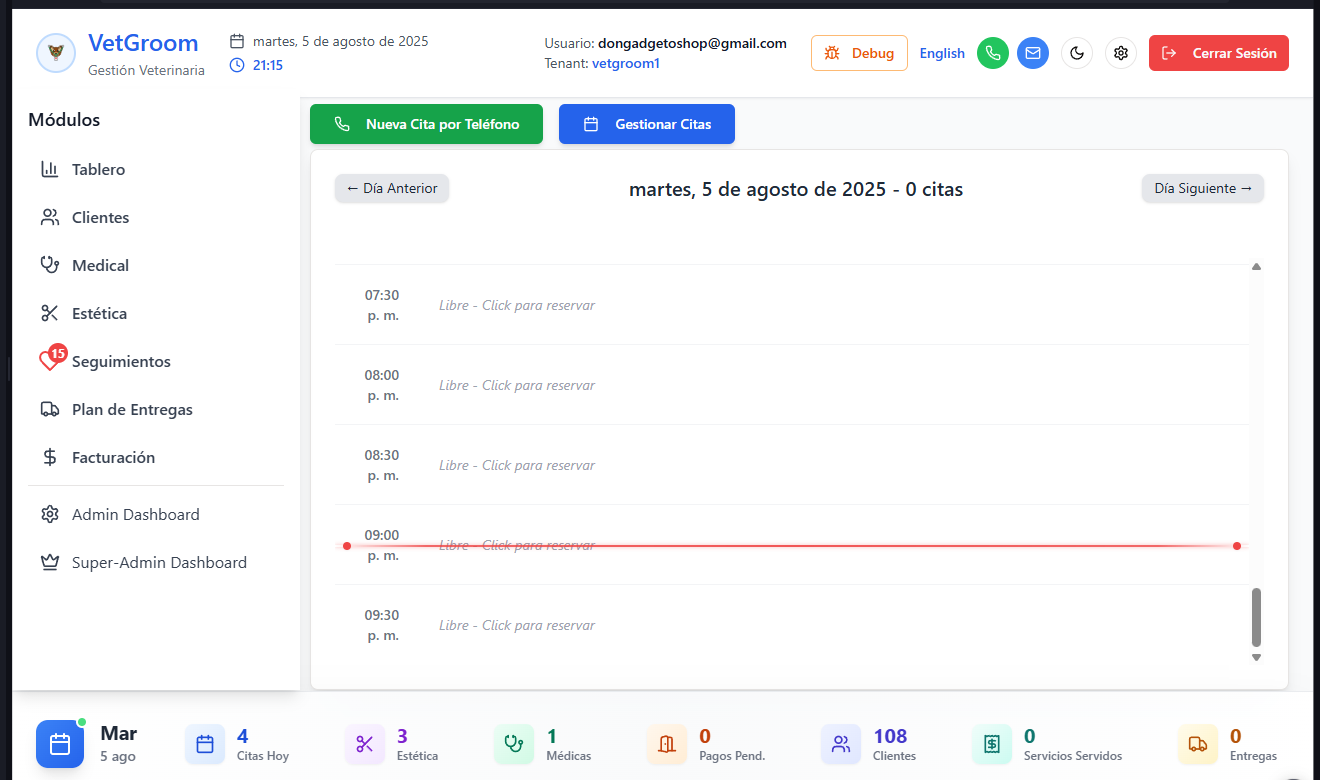 VetGroom
Gestión Veterinaria
martes, 5 de agosto de 2025
21:15
Usuario: dongadgetoshop@gmail.com
Tenant: vetgroom1
Debug
English
Cerrar Sesión
Módulos
Tablero
Clientes
Medical
Estética
15
Seguimientos
Plan de Entregas
Facturación
Admin Dashboard
Super-Admin Dashboard
Nueva Cita por Teléfono
Gestionar Citas
← Día Anterior
martes, 5 de agosto de 2025 - 0 citas
Día Siguiente →
07:30
p. m.
Libre - Click para reservar
08:00
p. m.
Libre - Click para reservar
08:30
p. m.
Libre - Click para reservar
09:00
p. m.
Libre - Click para reservar
09:30
p. m.
Libre - Click para reservar
Mar
5 ago
4
Citas Hoy
3
Estética
1
Médicas
0
Pagos Pend.
108
Clientes
0
Servicios Servidos
0
Entregas